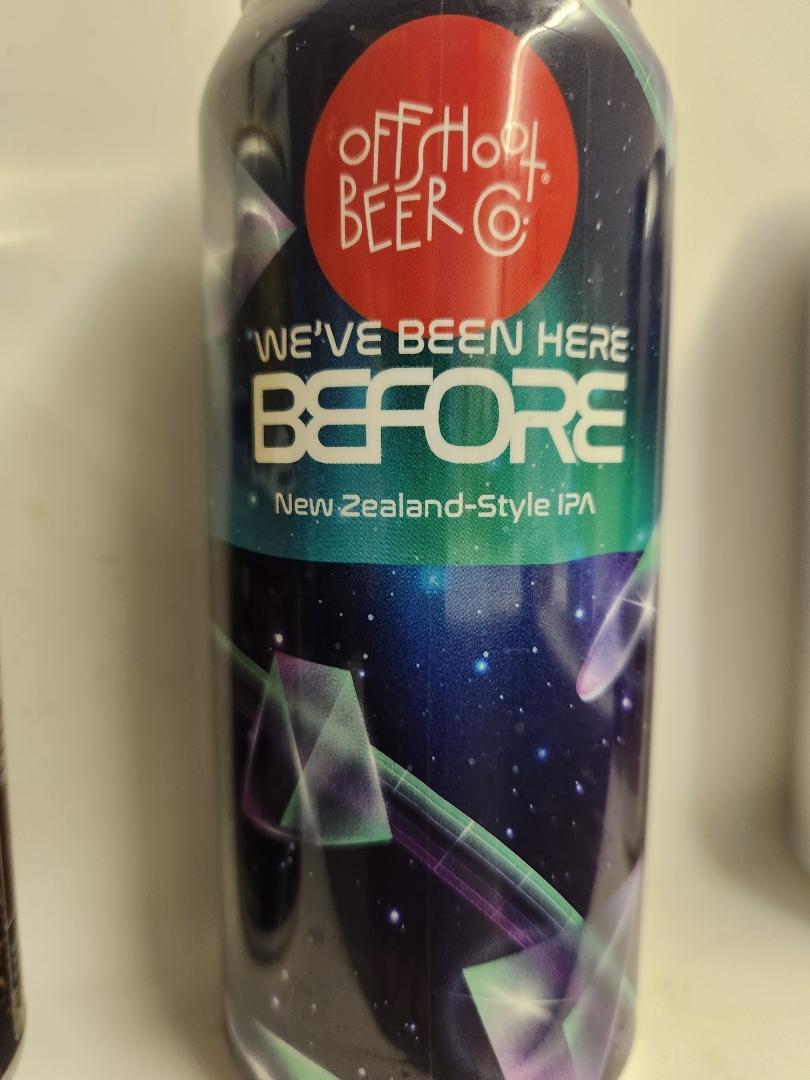 OFFSHOOT®
BEER Co.
WE'VE BEEN HERE
BEFORE
New Zealand-Style IPA